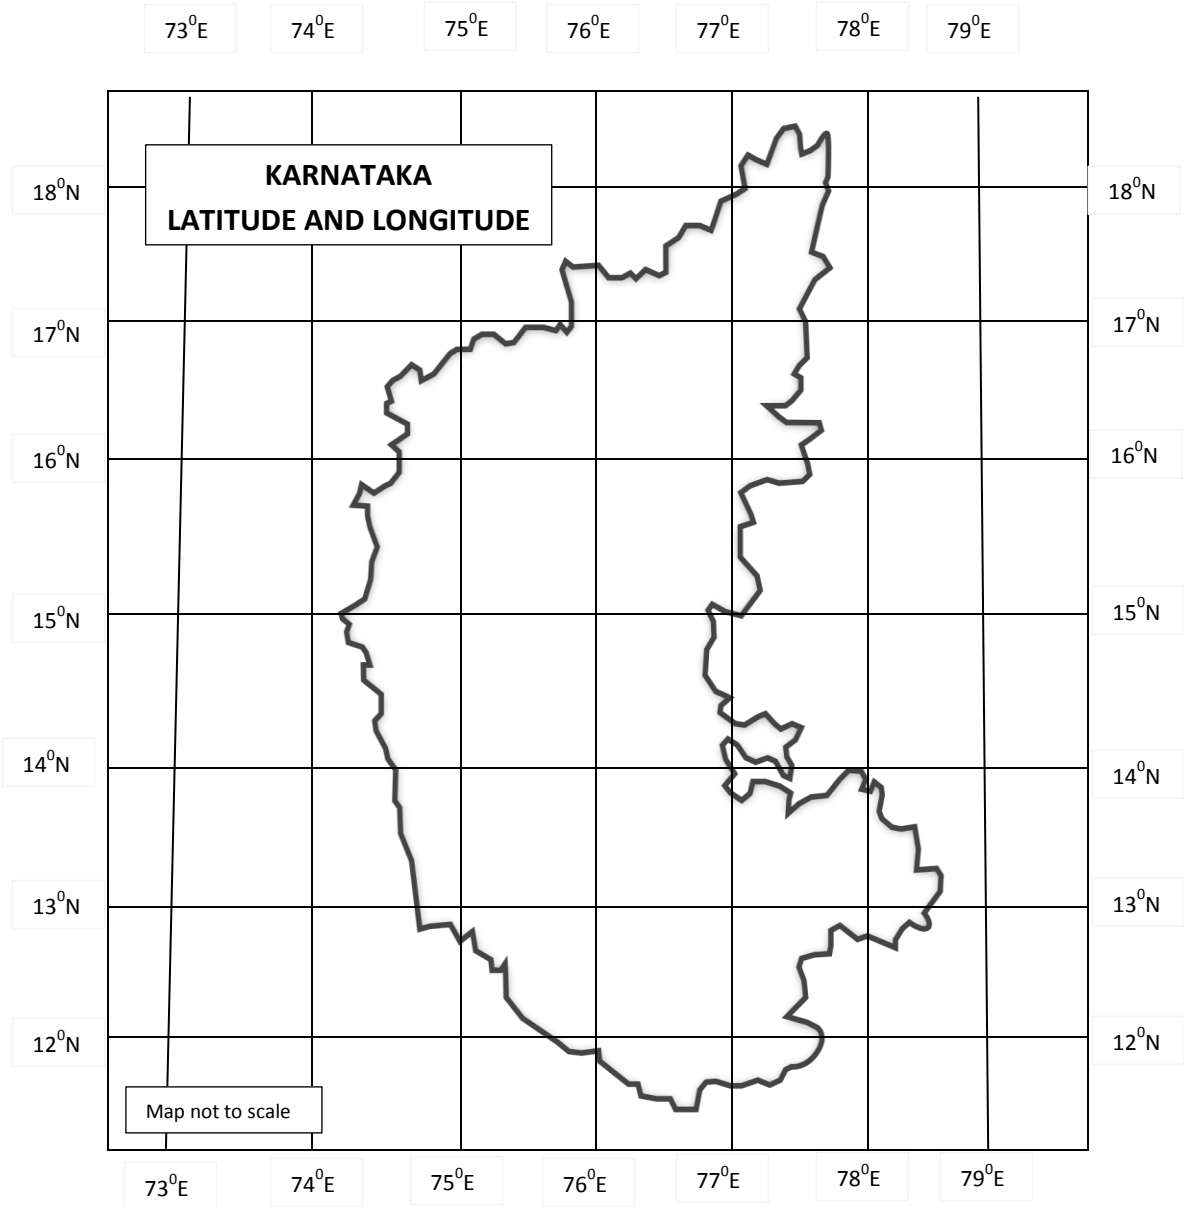 73⁰E 74⁰E 75⁰E 76⁰E 77⁰E 78⁰E 79⁰E
KARNATAKA
LATITUDE AND LONGITUDE
18⁰N 18⁰N
17⁰N 17⁰N
16⁰N 16⁰N
15⁰N 15⁰N
14⁰N 14⁰N
13⁰N 13⁰N
12⁰N 12⁰N
Map not to scale
73⁰E 74⁰E 75⁰E 76⁰E 77⁰E 78⁰E 79⁰E